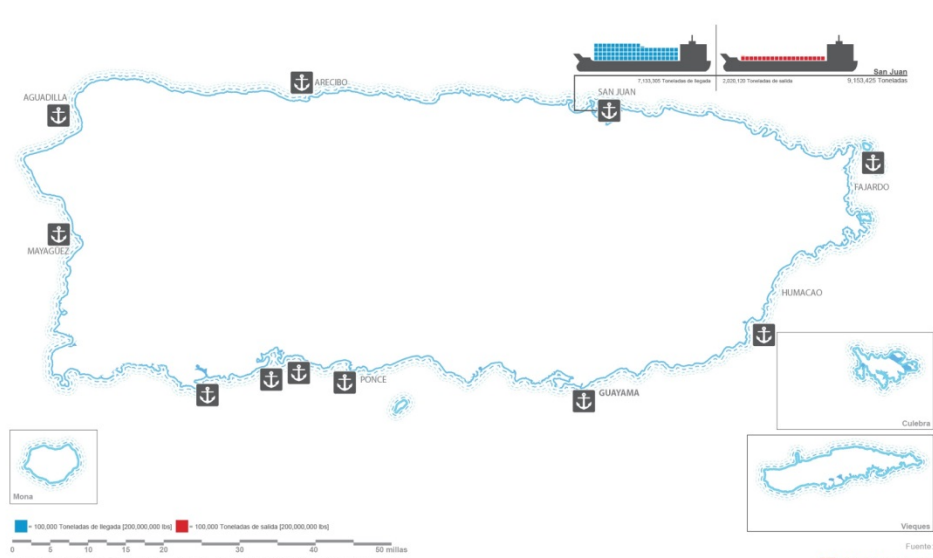 San Juan
7,133,305 Toneladas de llegada
2,020,120 Toneladas de salida
9,153,425 Toneladas
ARECIBO
AGUADILLA
SAN JUAN
FAJARDO
MAYAGÜEZ
HUMACAO
PONCE
GUAYAMA
Culebra
Mona
Vieques
= 100,000 Toneladas de llegada [200,000,000 lbs]
= 100,000 Toneladas de salida [200,000,000 lbs]
0 5 10 15 20 30 40 50 millas
Fuente